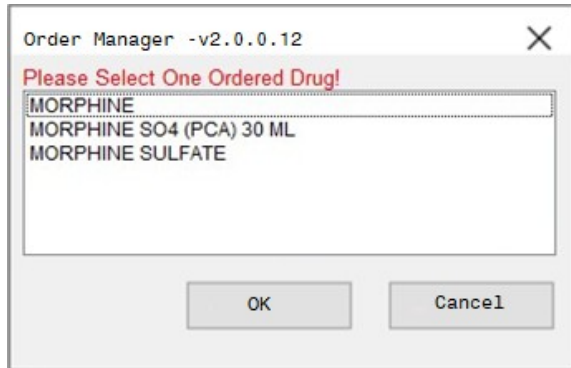 Order Manager -v2.0.0.12
Please Select One Ordered Drug!
MORPHINE
MORPHINE SO4 (PCA) 30 ML
MORPHINE SULFATE
OK Cancel